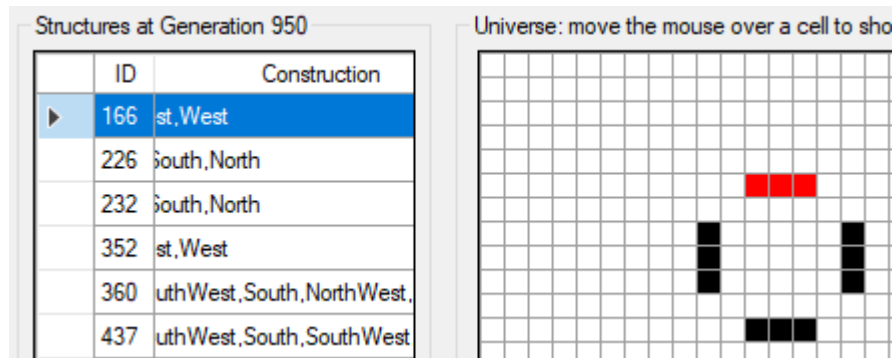 Structures at Generation 950
Universe: move the mouse over a cell to sho
ID Construction
166 st,West
226 South,North
232 South,North
352 st,West
360 uthWest,South,NorthWest,
437 uthWest,South,SouthWest